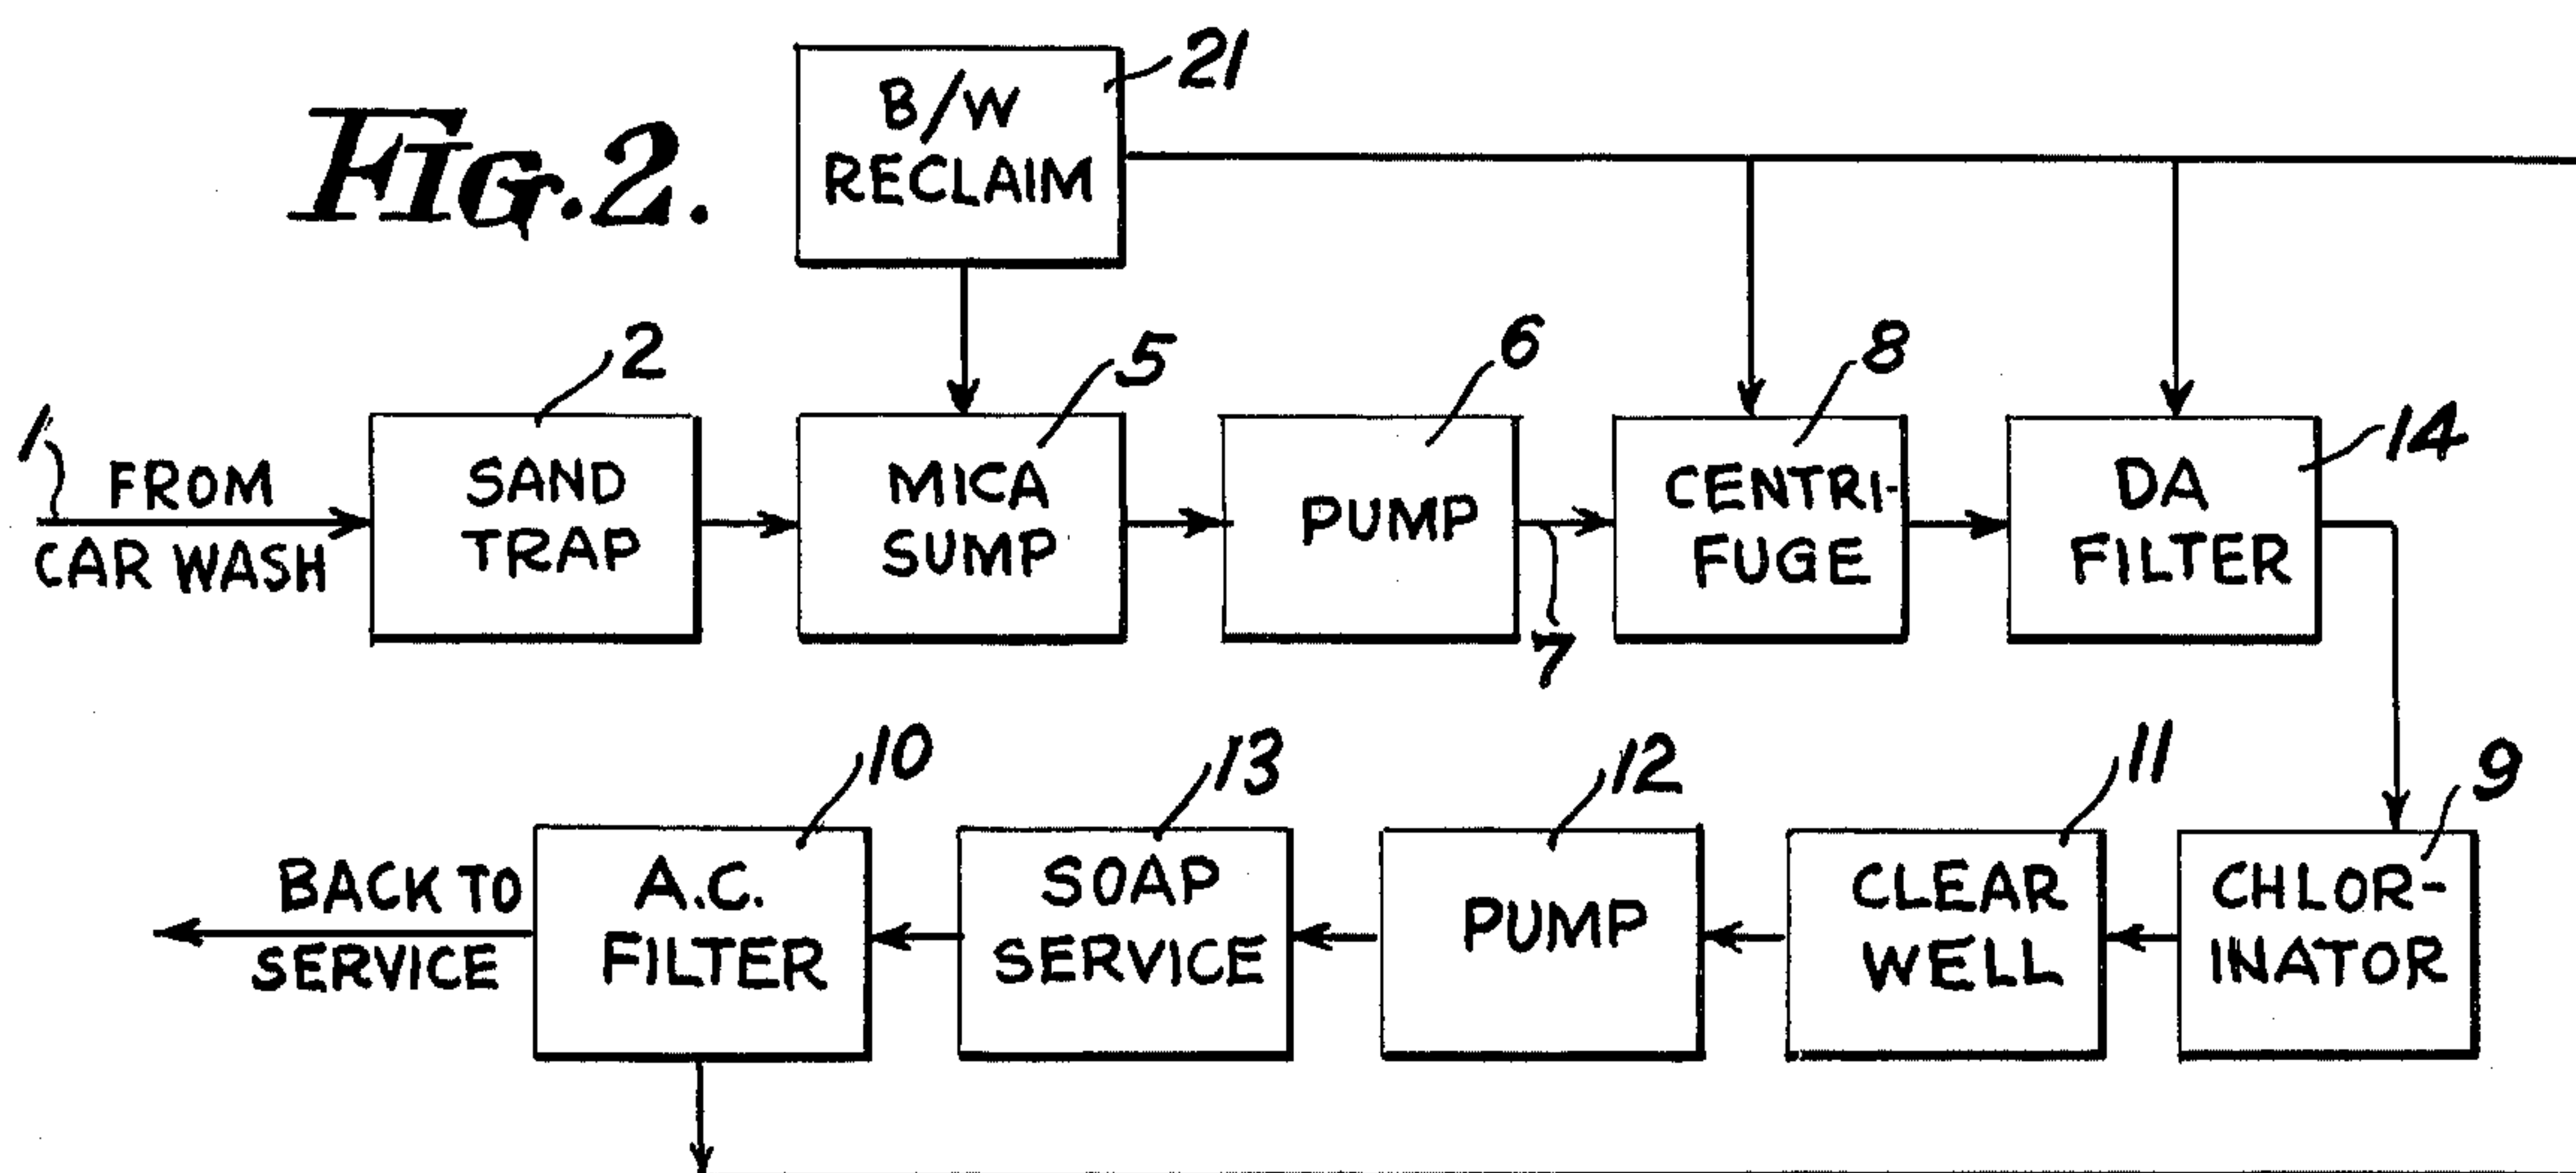 FIG.2.
B/W
RECLAIM
21
1
FROM
CAR WASH
2
SAND
TRAP
5
MICA
SUMP
6
PUMP
7
8
CENTRI-
FUGE
14
DA
FILTER
9
CHLOR-
INATOR
11
CLEAR
WELL
12
PUMP
13
SOAP
SERVICE
10
A.C.
FILTER
BACK TO
SERVICE